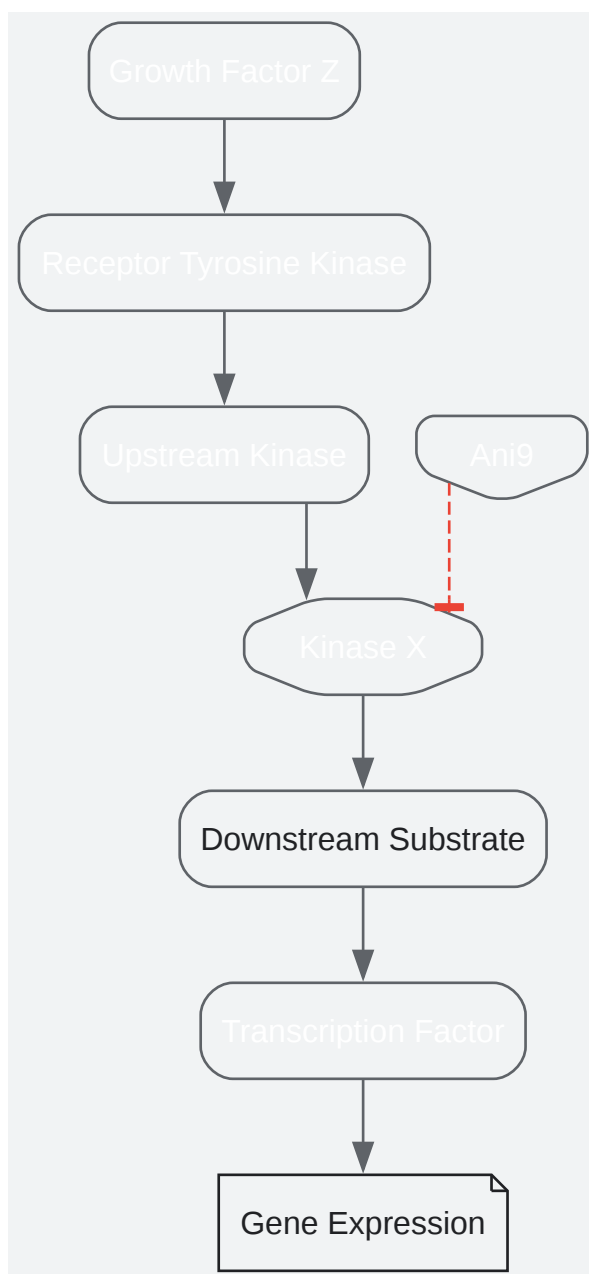 Growth Factor Z
Receptor Tyrosine Kinase
Upstream Kinase
Ani9
Kinase X
Downstream Substrate
Transcription Factor
Gene Expression